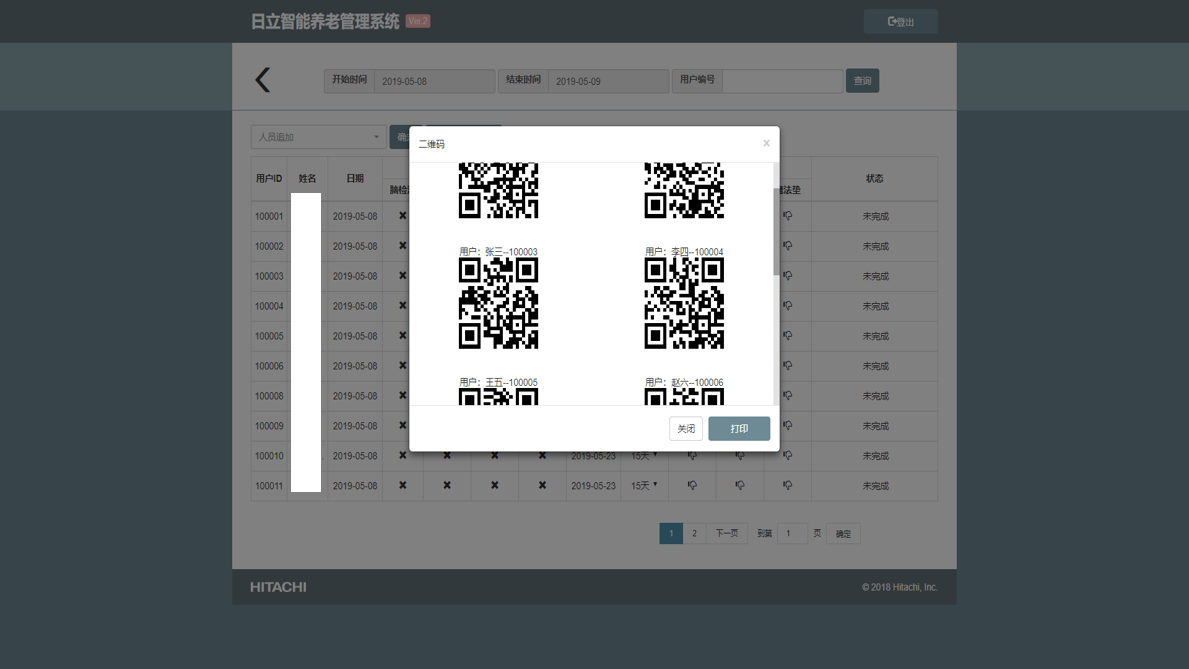 日立智能养老管理系统 Ver.2
登出
开始时间 2019-05-08 结束时间 2019-05-09 用户编号 查询
人员追加
二维码 x
用户ID 姓名 日期 状态
100001 2019-05-08 未完成
100002 2019-05-08 未完成
100003 2019-05-08 未完成
100004 2019-05-08 未完成
100005 2019-05-08 未完成
100006 2019-05-08 未完成
100008 2019-05-08 未完成
100009 2019-05-08 未完成
100010 2019-05-08 2019-05-23 15天 未完成
100011 2019-05-08 2019-05-23 15天 未完成
用户：张三--100003 用户：李四--100004
用户：王五--100005 用户：赵六--100006
关闭 打印
1 2 下一页 到第 1 页 确定
HITACHI © 2018 Hitachi, Inc.